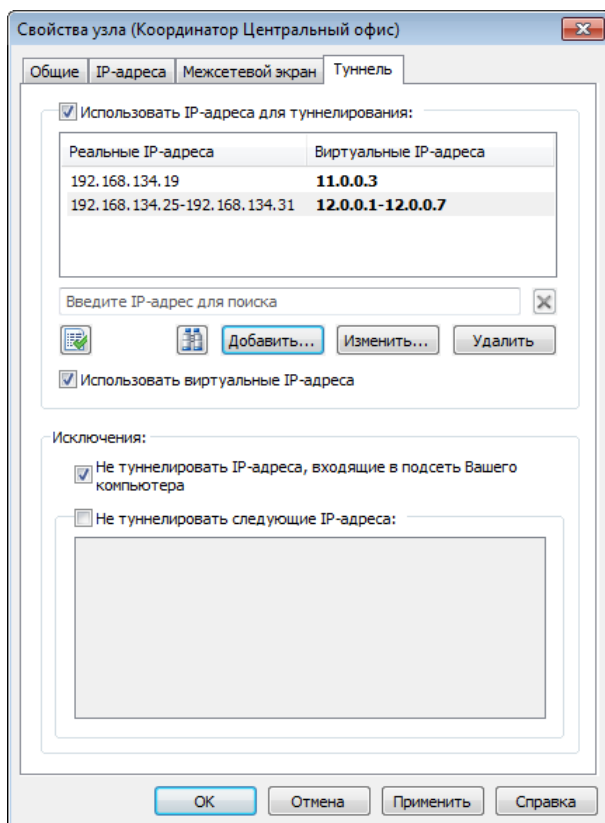 Свойства узла (Координатор Центральный офис)
Общие IP-адреса Межсетевой экран Туннель
Использовать IP-адреса для туннелирования:
Реальные IP-адреса Виртуальные IP-адреса
192.168.134.19 11.0.0.3
192.168.134.25-192.168.134.31 12.0.0.1-12.0.0.7
Введите IP-адрес для поиска
Добавить... Изменить... Удалить
Использовать виртуальные IP-адреса
Исключения:
Не туннелировать IP-адреса, входящие в подсеть Вашего
компьютера
Не туннелировать следующие IP-адреса:
OK Отмена Применить Справка